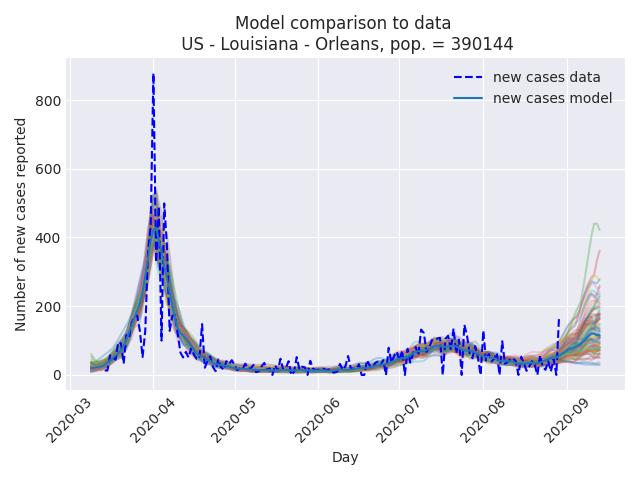 Model comparison to data
US - Louisiana - Orleans, pop. = 390144
new cases data
new cases model
Number of new cases reported
800
600
400
200
0
2020-03
2020-04
2020-05
2020-06
2020-07
2020-08
2020-09
Day